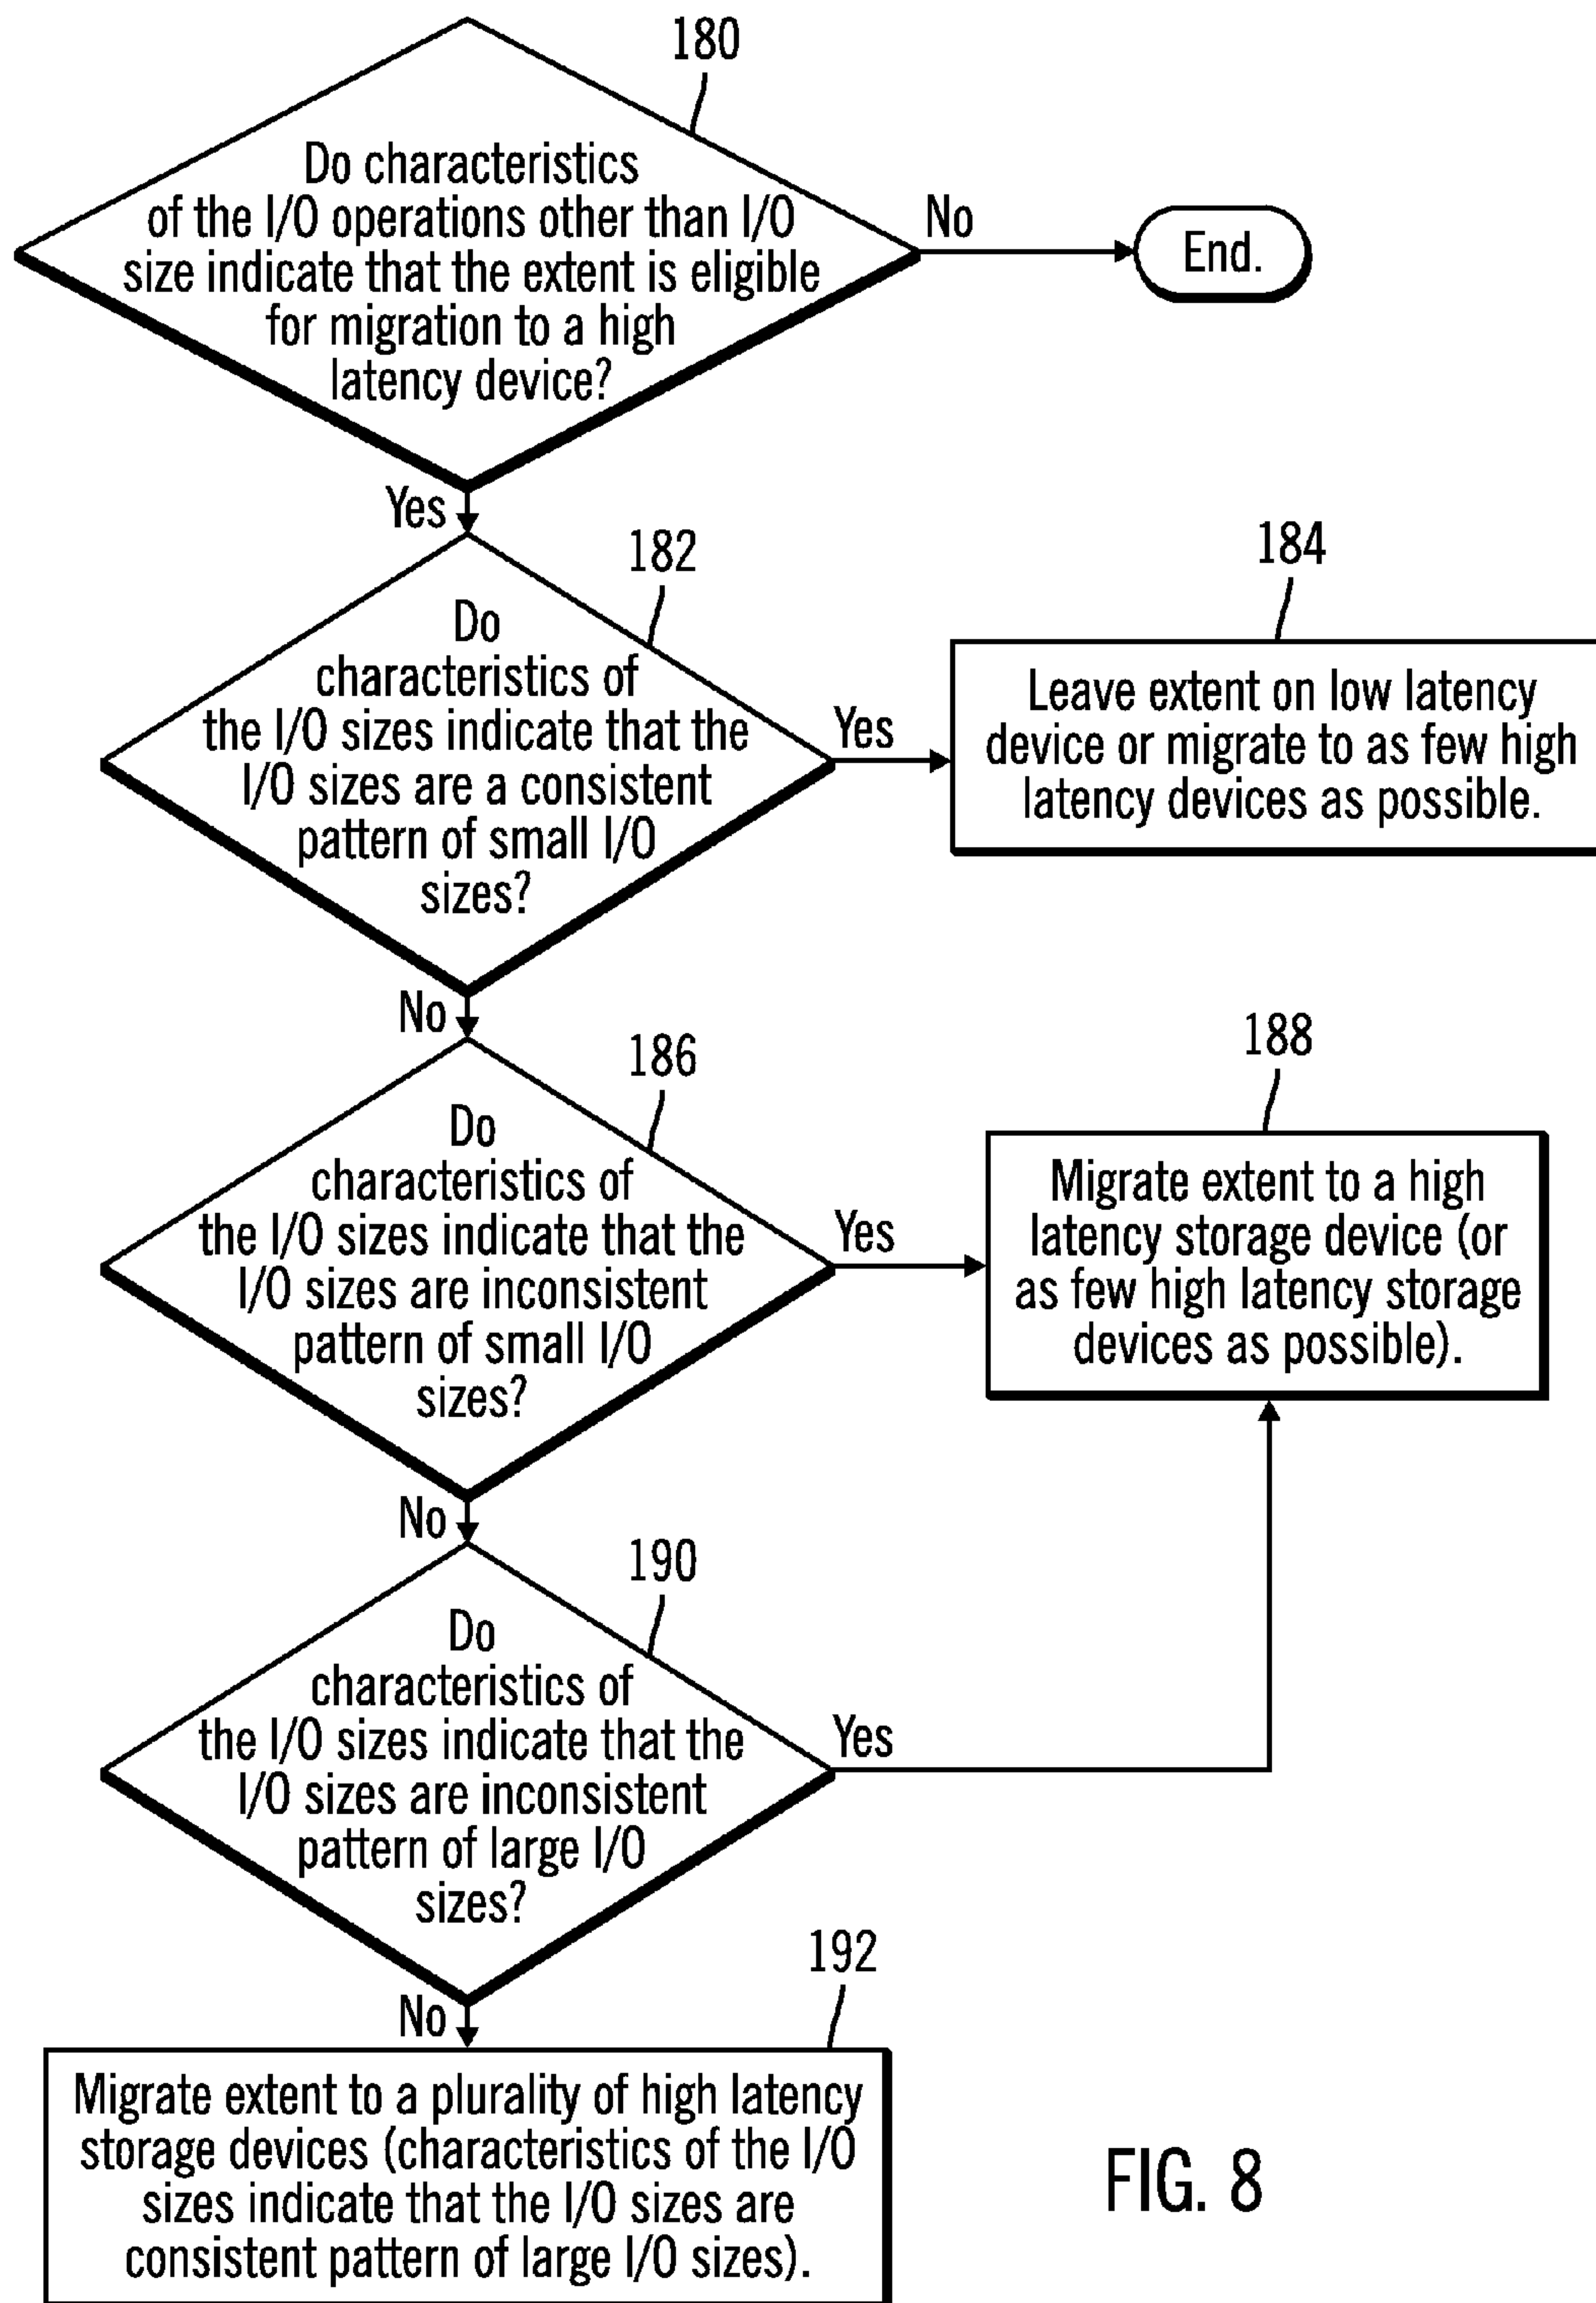 180
Do characteristics
of the I/O operations other than I/O
size indicate that the extent is eligible
for migration to a high
latency device?
No
End.
Yes
182
Do
characteristics of
the I/O sizes indicate that the
I/O sizes are a consistent
pattern of small I/O
sizes?
Yes
184
Leave extent on low latency
device or migrate to as few high
latency devices as possible.
No
186
Do
characteristics of
the I/O sizes indicate that the
I/O sizes are inconsistent
pattern of small I/O
sizes?
Yes
188
Migrate extent to a high
latency storage device (or
as few high latency storage
devices as possible).
No
190
Do
characteristics of
the I/O sizes indicate that the
I/O sizes are inconsistent
pattern of large I/O
sizes?
Yes
No
192
Migrate extent to a plurality of high latency
storage devices (characteristics of the I/O
sizes indicate that the I/O sizes are
consistent pattern of large I/O sizes).
FIG. 8